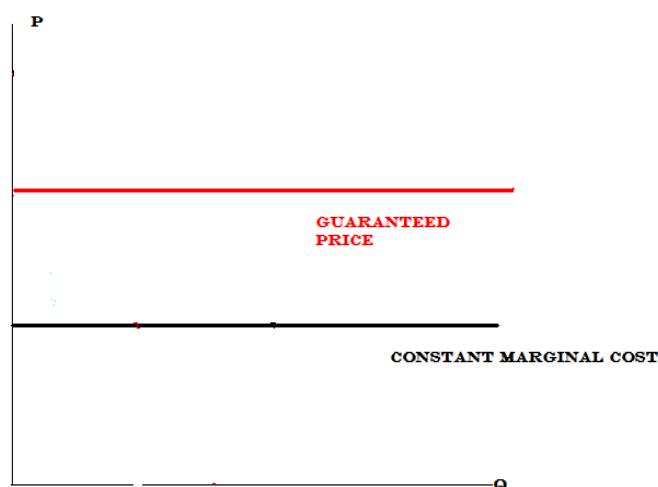 P
GUARANTEED
PRICE
CONSTANT MARGINAL COST
Q